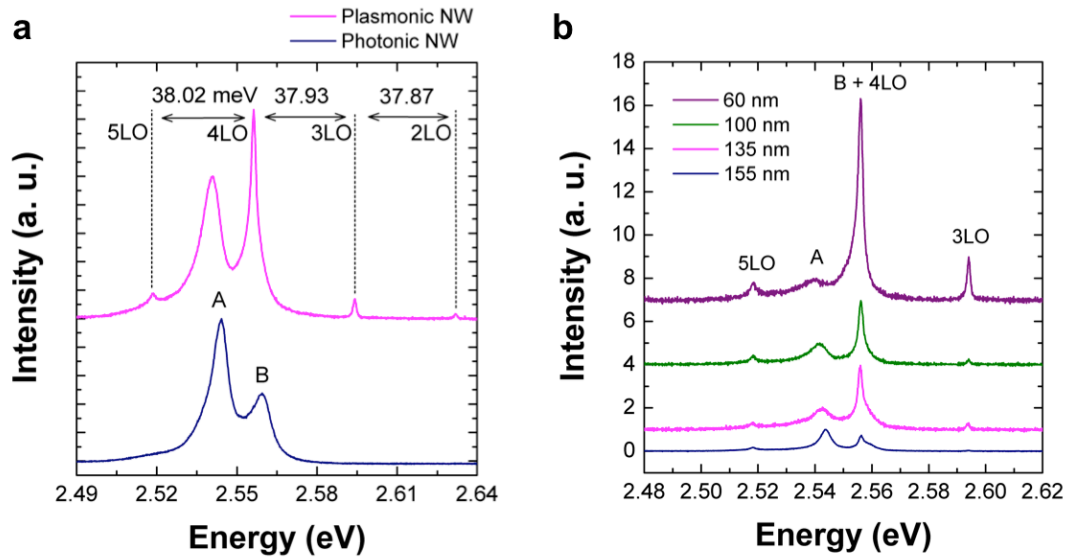 a
Plasmonic NW
Photonic NW
38.02 meV 37.93 37.87
5LO 4LO 3LO 2LO
A
B
Intensity (a. u.)
2.49 2.52 2.55 2.58 2.61 2.64
Energy (eV)
b
18
16
14
12
10
8
6
4
2
0
B + 4LO
60 nm
100 nm
135 nm
155 nm
5LO A 3LO
Intensity (a. u.)
2.48 2.50 2.52 2.54 2.56 2.58 2.60 2.62
Energy (eV)